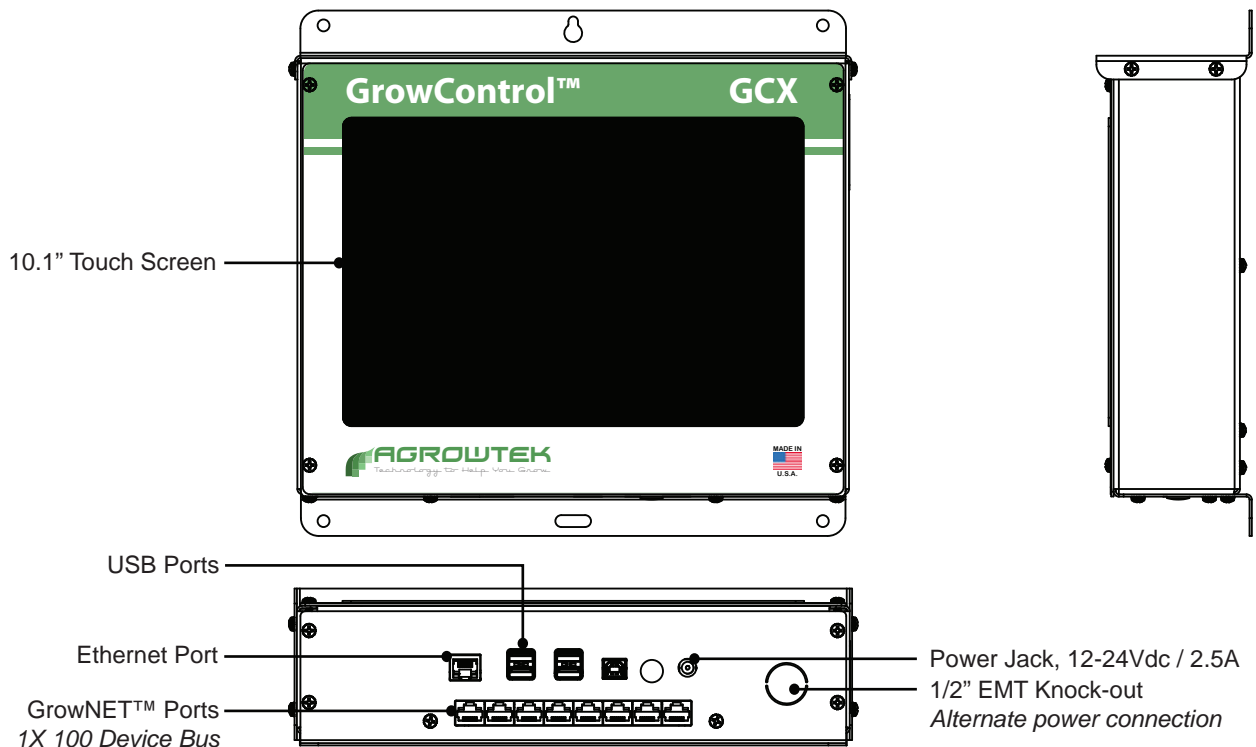 GrowControl™ GCX
10.1” Touch Screen
AGROWTEK
Technology to Help You Grow
MADE IN
U.S.A.
USB Ports
Ethernet Port
GrowNET™ Ports
1X 100 Device Bus
Power Jack, 12-24Vdc / 2.5A
1/2” EMT Knock-out
Alternate power connection